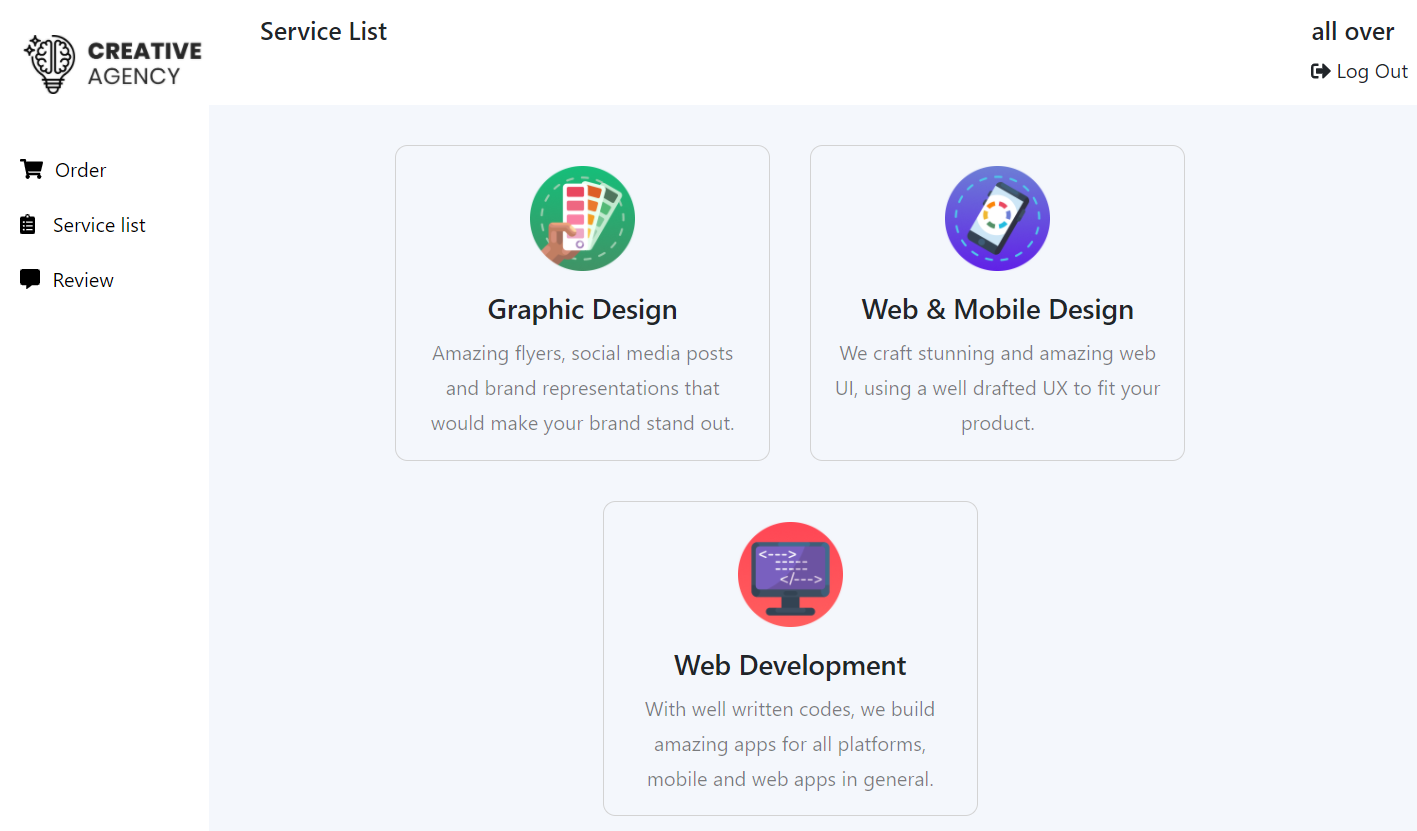 CREATIVE
AGENCY
Service List
all over
Log Out
Order
Service list
Review
Graphic Design
Amazing flyers, social media posts
and brand representations that
would make your brand stand out.
Web & Mobile Design
We craft stunning and amazing web
UI, using a well drafted UX to fit your
product.
<--->
</--->
Web Development
With well written codes, we build
amazing apps for all platforms,
mobile and web apps in general.